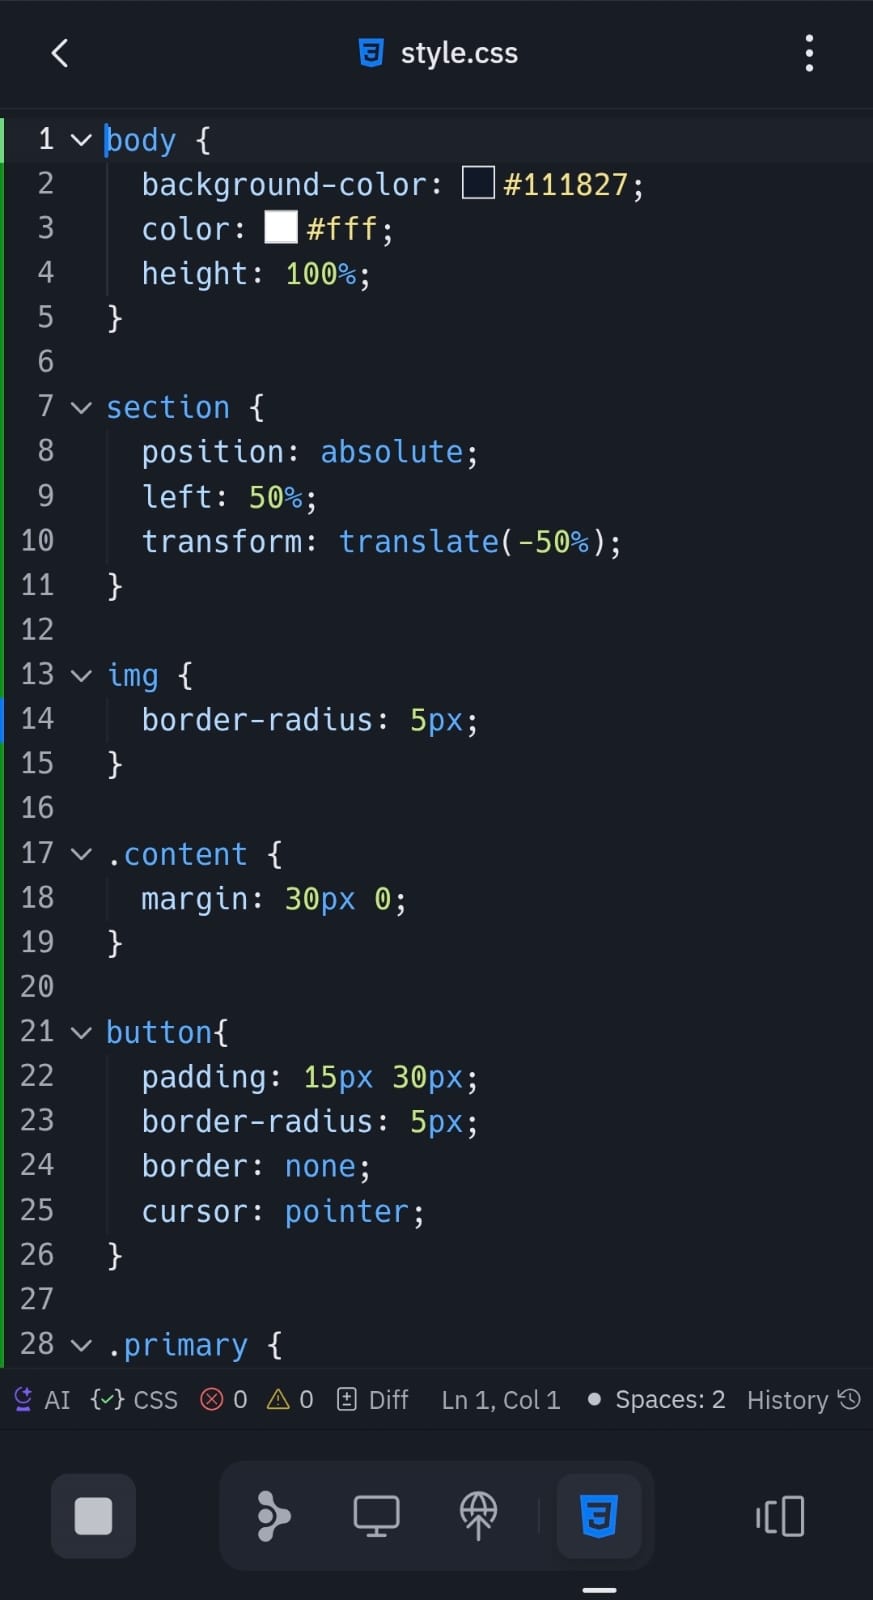 style.css
1 body {
2 background-color: #111827;
3 color: #fff;
4 height: 100%;
5 }
6
7 section {
8 position: absolute;
9 left: 50%;
10 transform: translate(-50%);
11 }
12
13 img {
14 border-radius: 5px;
15 }
16
17 .content {
18 margin: 30px 0;
19 }
20
21 button{
22 padding: 15px 30px;
23 border-radius: 5px;
24 border: none;
25 cursor: pointer;
26 }
27
28 .primary {
AI {✓} CSS 0 0 Diff Ln 1, Col 1 Spaces: 2 History